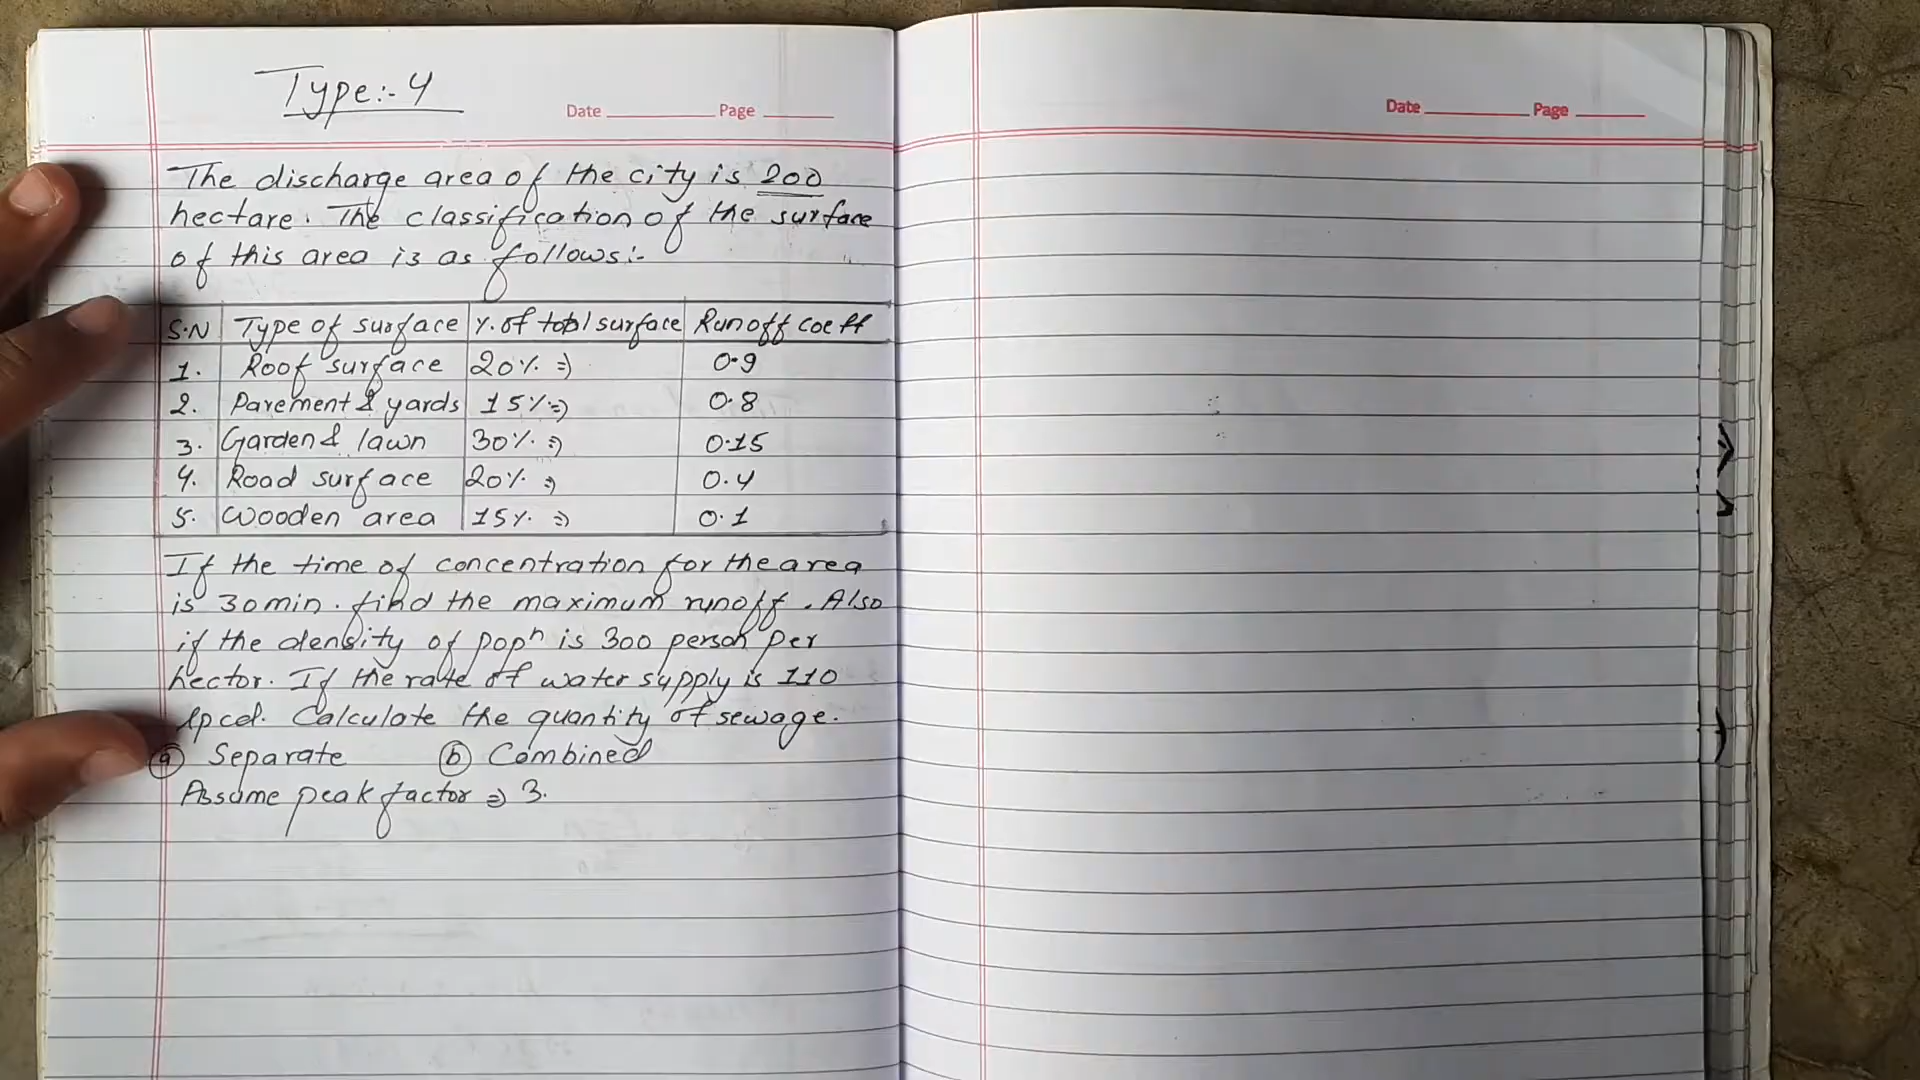 Type:- 4
Date Page
Date Page
The discharge area of the city is 200
hectare. The classification of the surface
of this area is as follows:-
S.N Type of surface %. of total surface Runoff coeff
1. Roof surface 20%. => 0.9
2. Pavement & yards 15% => 0.8
3. Garden & lawn 30%. => 0.15
4. Road surface 20%. => 0.4
5. Wooden area 15%. => 0.1
If the time of concentration for the area
is 30min. find the maximum runoff. Also
if the density of popⁿ is 300 person per
hector. If the rate of water supply is 110
lpcd. Calculate the quantity of sewage.
(a) Separate (b) Combined
Assume peak factor => 3.